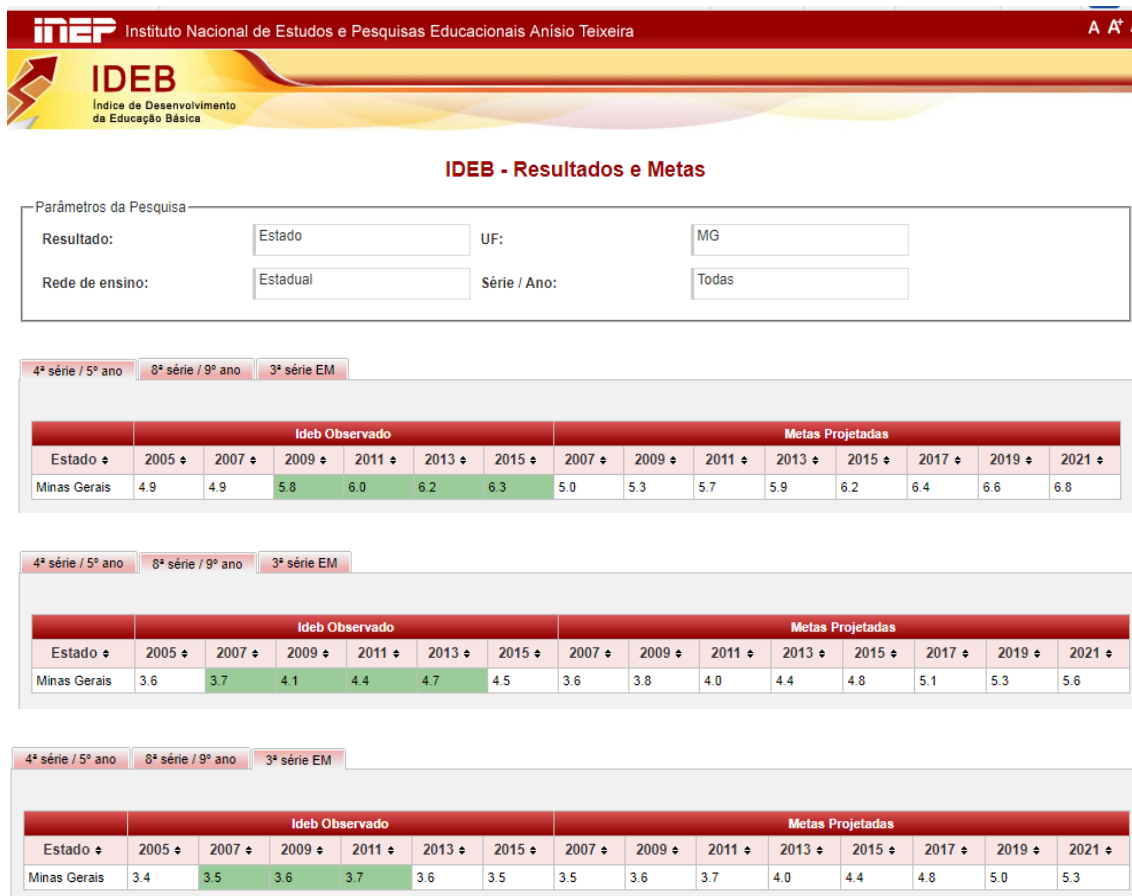 INEP Instituto Nacional de Estudos e Pesquisas Educacionais Anísio Teixeira A A+
IDEB
Índice de Desenvolvimento
da Educação Básica
IDEB - Resultados e Metas
Parâmetros da Pesquisa
Resultado: Estado UF: MG
Rede de ensino: Estadual Série / Ano: Todas
4ª série / 5º ano 8ª série / 9º ano 3ª série EM
Ideb Observado Metas Projetadas
Estado 2005 2007 2009 2011 2013 2015 2007 2009 2011 2013 2015 2017 2019 2021
Minas Gerais 4.9 4.9 5.8 6.0 6.2 6.3 5.0 5.3 5.7 5.9 6.2 6.4 6.6 6.8
4ª série / 5º ano 8ª série / 9º ano 3ª série EM
Ideb Observado Metas Projetadas
Estado 2005 2007 2009 2011 2013 2015 2007 2009 2011 2013 2015 2017 2019 2021
Minas Gerais 3.6 3.7 4.1 4.4 4.7 4.5 3.6 3.8 4.0 4.4 4.8 5.1 5.3 5.6
4ª série / 5º ano 8ª série / 9º ano 3ª série EM
Ideb Observado Metas Projetadas
Estado 2005 2007 2009 2011 2013 2015 2007 2009 2011 2013 2015 2017 2019 2021
Minas Gerais 3.4 3.5 3.6 3.7 3.6 3.5 3.5 3.6 3.7 4.0 4.4 4.8 5.0 5.3